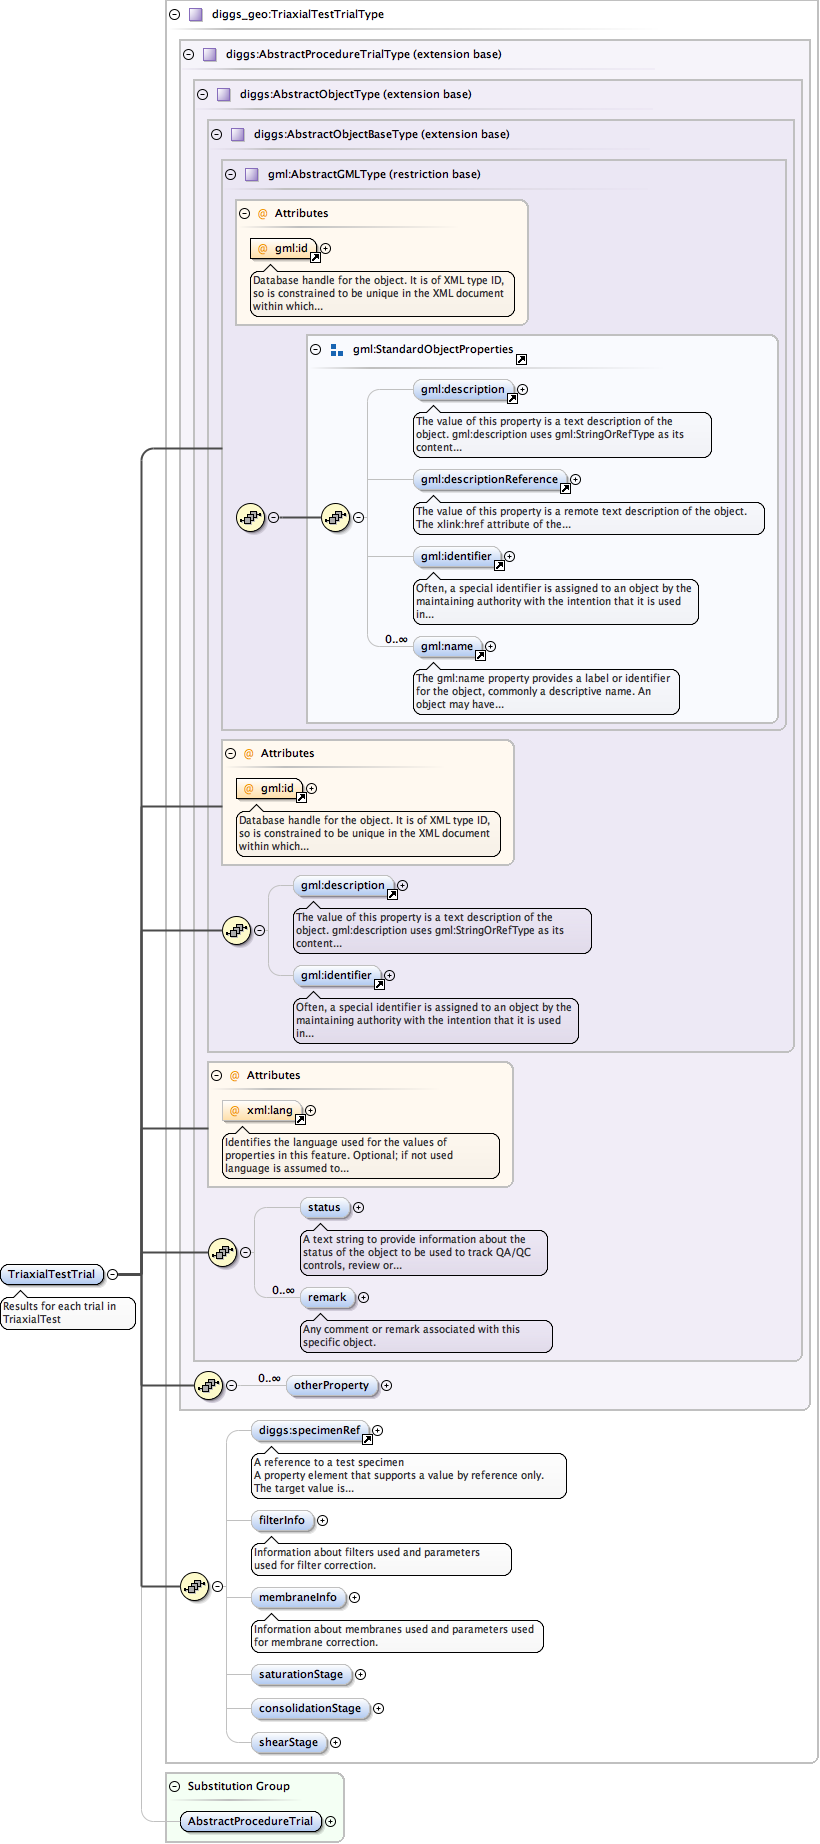 diggs_geo:TriaxialTestTrialType
diggs:AbstractProcedureTrialType (extension base)
diggs:AbstractObjectType (extension base)
diggs:AbstractObjectBaseType (extension base)
gml:AbstractGMLType (restriction base)
@ Attributes
@ gml:id
Database handle for the object. It is of XML type ID,
so is constrained to be unique in the XML document
within which...
gml:StandardObjectProperties
gml:description
The value of this property is a text description of the
object. gml:description uses gml:StringOrRefType as its
content...
gml:descriptionReference
The value of this property is a remote text description of the object.
The xlink:href attribute of the...
gml:identifier
Often, a special identifier is assigned to an object by the
maintaining authority with the intention that it is used
in...
0..∞
gml:name
The gml:name property provides a label or identifier
for the object, commonly a descriptive name. An
object may have...
@ Attributes
@ gml:id
Database handle for the object. It is of XML type ID,
so is constrained to be unique in the XML document
within which...
gml:description
The value of this property is a text description of the
object. gml:description uses gml:StringOrRefType as its
content...
gml:identifier
Often, a special identifier is assigned to an object by the
maintaining authority with the intention that it is used
in...
@ Attributes
@ xml:lang
Identifies the language used for the values of
properties in this feature. Optional; if not used
language is assumed to...
status
A text string to provide information about the
status of the object to be used to track QA/QC
controls, review or...
0..∞
remark
Any comment or remark associated with this
specific object.
TriaxialTestTrial
Results for each trial in
TriaxialTest
0..∞
otherProperty
diggs:specimenRef
A reference to a test specimen
A property element that supports a value by reference only.
The target value is...
filterInfo
Information about filters used and parameters
used for filter correction.
membraneInfo
Information about membranes used and parameters used
for membrane correction.
saturationStage
consolidationStage
shearStage
Substitution Group
AbstractProcedureTrial